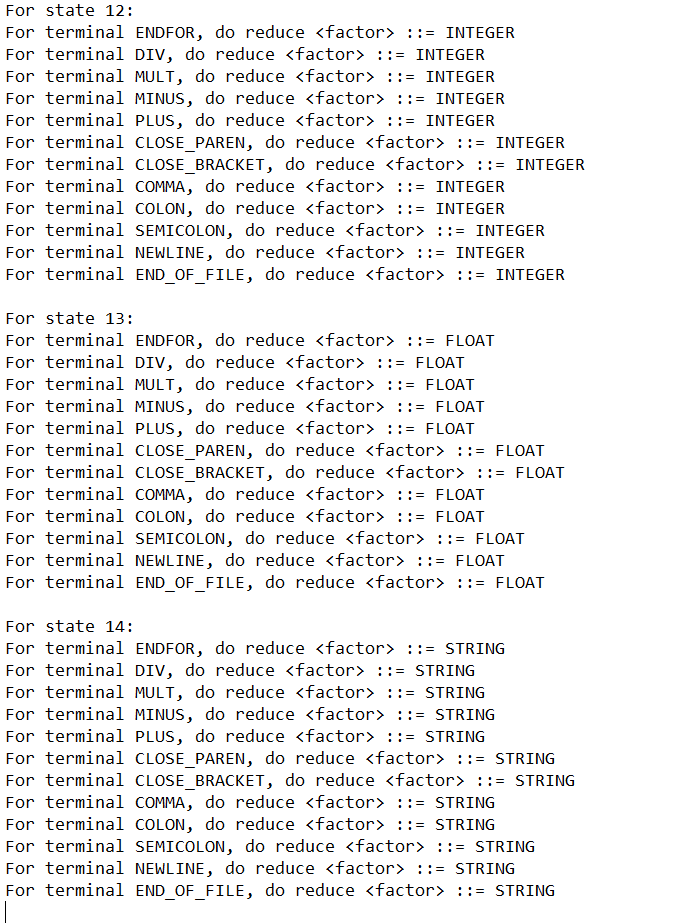 For state 12:
For terminal ENDFOR, do reduce <factor> ::= INTEGER
For terminal DIV, do reduce <factor> ::= INTEGER
For terminal MULT, do reduce <factor> ::= INTEGER
For terminal MINUS, do reduce <factor> ::= INTEGER
For terminal PLUS, do reduce <factor> ::= INTEGER
For terminal CLOSE_PAREN, do reduce <factor> ::= INTEGER
For terminal CLOSE_BRACKET, do reduce <factor> ::= INTEGER
For terminal COMMA, do reduce <factor> ::= INTEGER
For terminal COLON, do reduce <factor> ::= INTEGER
For terminal SEMICOLON, do reduce <factor> ::= INTEGER
For terminal NEWLINE, do reduce <factor> ::= INTEGER
For terminal END_OF_FILE, do reduce <factor> ::= INTEGER

For state 13:
For terminal ENDFOR, do reduce <factor> ::= FLOAT
For terminal DIV, do reduce <factor> ::= FLOAT
For terminal MULT, do reduce <factor> ::= FLOAT
For terminal MINUS, do reduce <factor> ::= FLOAT
For terminal PLUS, do reduce <factor> ::= FLOAT
For terminal CLOSE_PAREN, do reduce <factor> ::= FLOAT
For terminal CLOSE_BRACKET, do reduce <factor> ::= FLOAT
For terminal COMMA, do reduce <factor> ::= FLOAT
For terminal COLON, do reduce <factor> ::= FLOAT
For terminal SEMICOLON, do reduce <factor> ::= FLOAT
For terminal NEWLINE, do reduce <factor> ::= FLOAT
For terminal END_OF_FILE, do reduce <factor> ::= FLOAT

For state 14:
For terminal ENDFOR, do reduce <factor> ::= STRING
For terminal DIV, do reduce <factor> ::= STRING
For terminal MULT, do reduce <factor> ::= STRING
For terminal MINUS, do reduce <factor> ::= STRING
For terminal PLUS, do reduce <factor> ::= STRING
For terminal CLOSE_PAREN, do reduce <factor> ::= STRING
For terminal CLOSE_BRACKET, do reduce <factor> ::= STRING
For terminal COMMA, do reduce <factor> ::= STRING
For terminal COLON, do reduce <factor> ::= STRING
For terminal SEMICOLON, do reduce <factor> ::= STRING
For terminal NEWLINE, do reduce <factor> ::= STRING
For terminal END_OF_FILE, do reduce <factor> ::= STRING